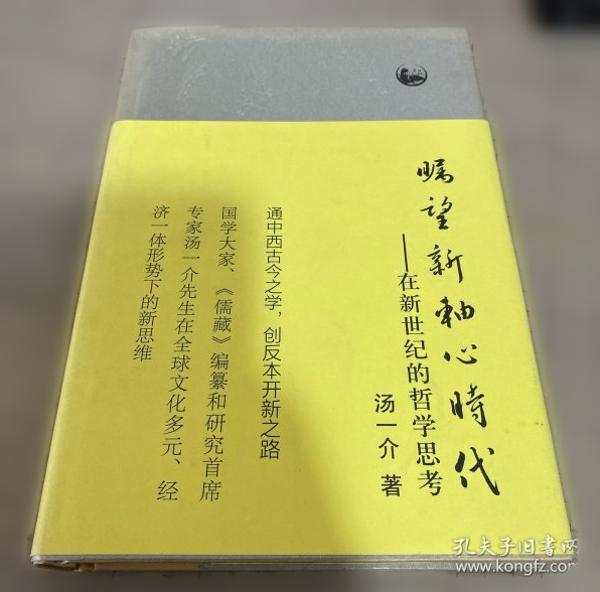 瞩望新軸心時代
——在新世纪的哲学思考
汤一介 著
通中西古今之学，创反本开新之路
国学大家、《儒藏》编纂和研究首席
专家汤一介先生在全球文化多元、经
济一体形势下的新思维
孔夫子旧书网
www.kongfz.com